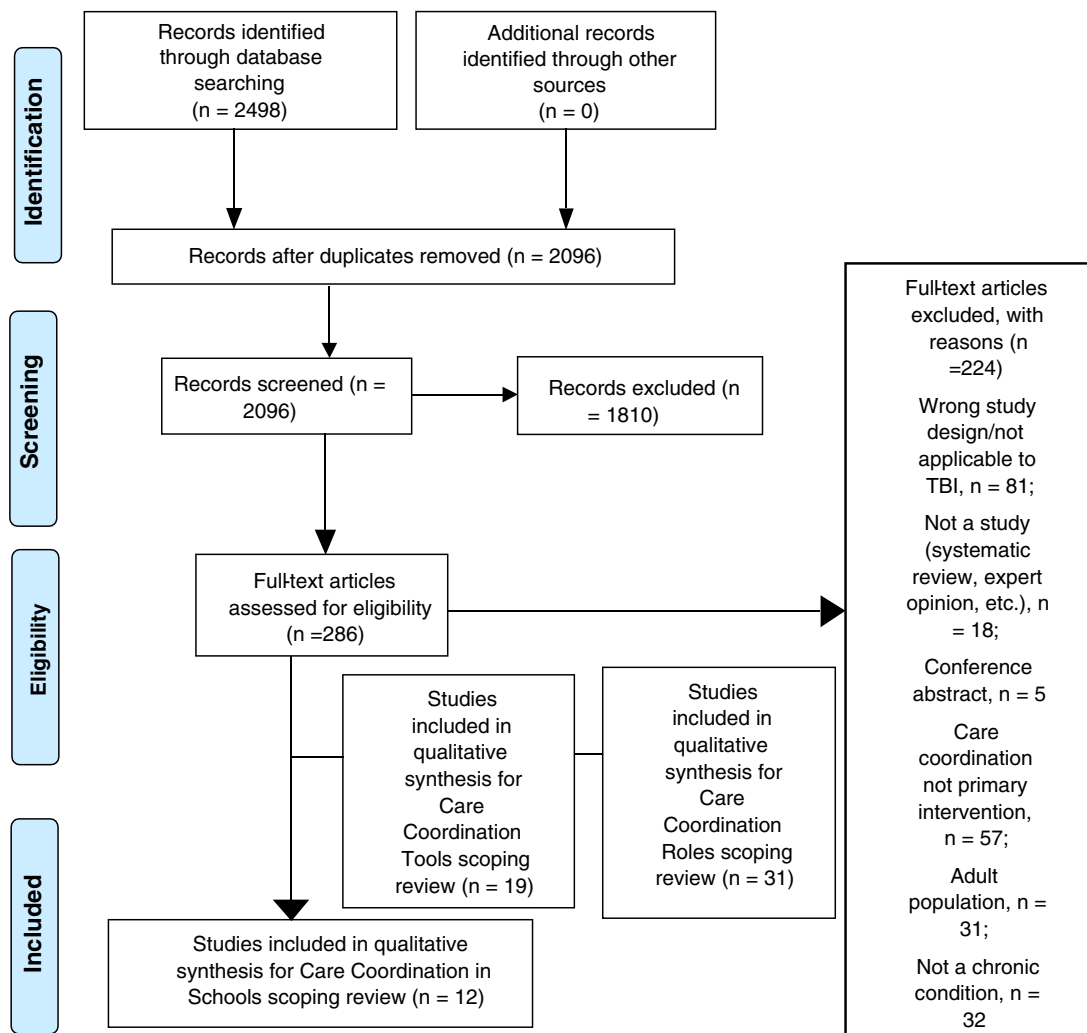 Identification
Records identified
through database
searching
(n = 2498)
Additional records
identified through other
sources
(n = 0)
Records after duplicates removed (n = 2096)
Screening
Records screened (n =
2096)
Records excluded (n
= 1810)
Eligibility
Full-text articles
assessed for eligibility
(n =286)
Full-text articles
excluded, with
reasons (n
=224)
Wrong study
design/not
applicable to
TBI, n = 81;
Not a study
(systematic
review, expert
opinion, etc.), n
= 18;
Conference
abstract, n = 5
Care
coordination
not primary
intervention,
n = 57;
Adult
population, n =
31;
Not a chronic
condition, n =
32
Studies
included in
qualitative
synthesis for
Care
Coordination
Tools scoping
review (n = 19)
Studies
included in
qualitative
synthesis for
Care
Coordination
Roles scoping
review (n = 31)
Included
Studies included in qualitative
synthesis for Care Coordination in
Schools scoping review (n = 12)